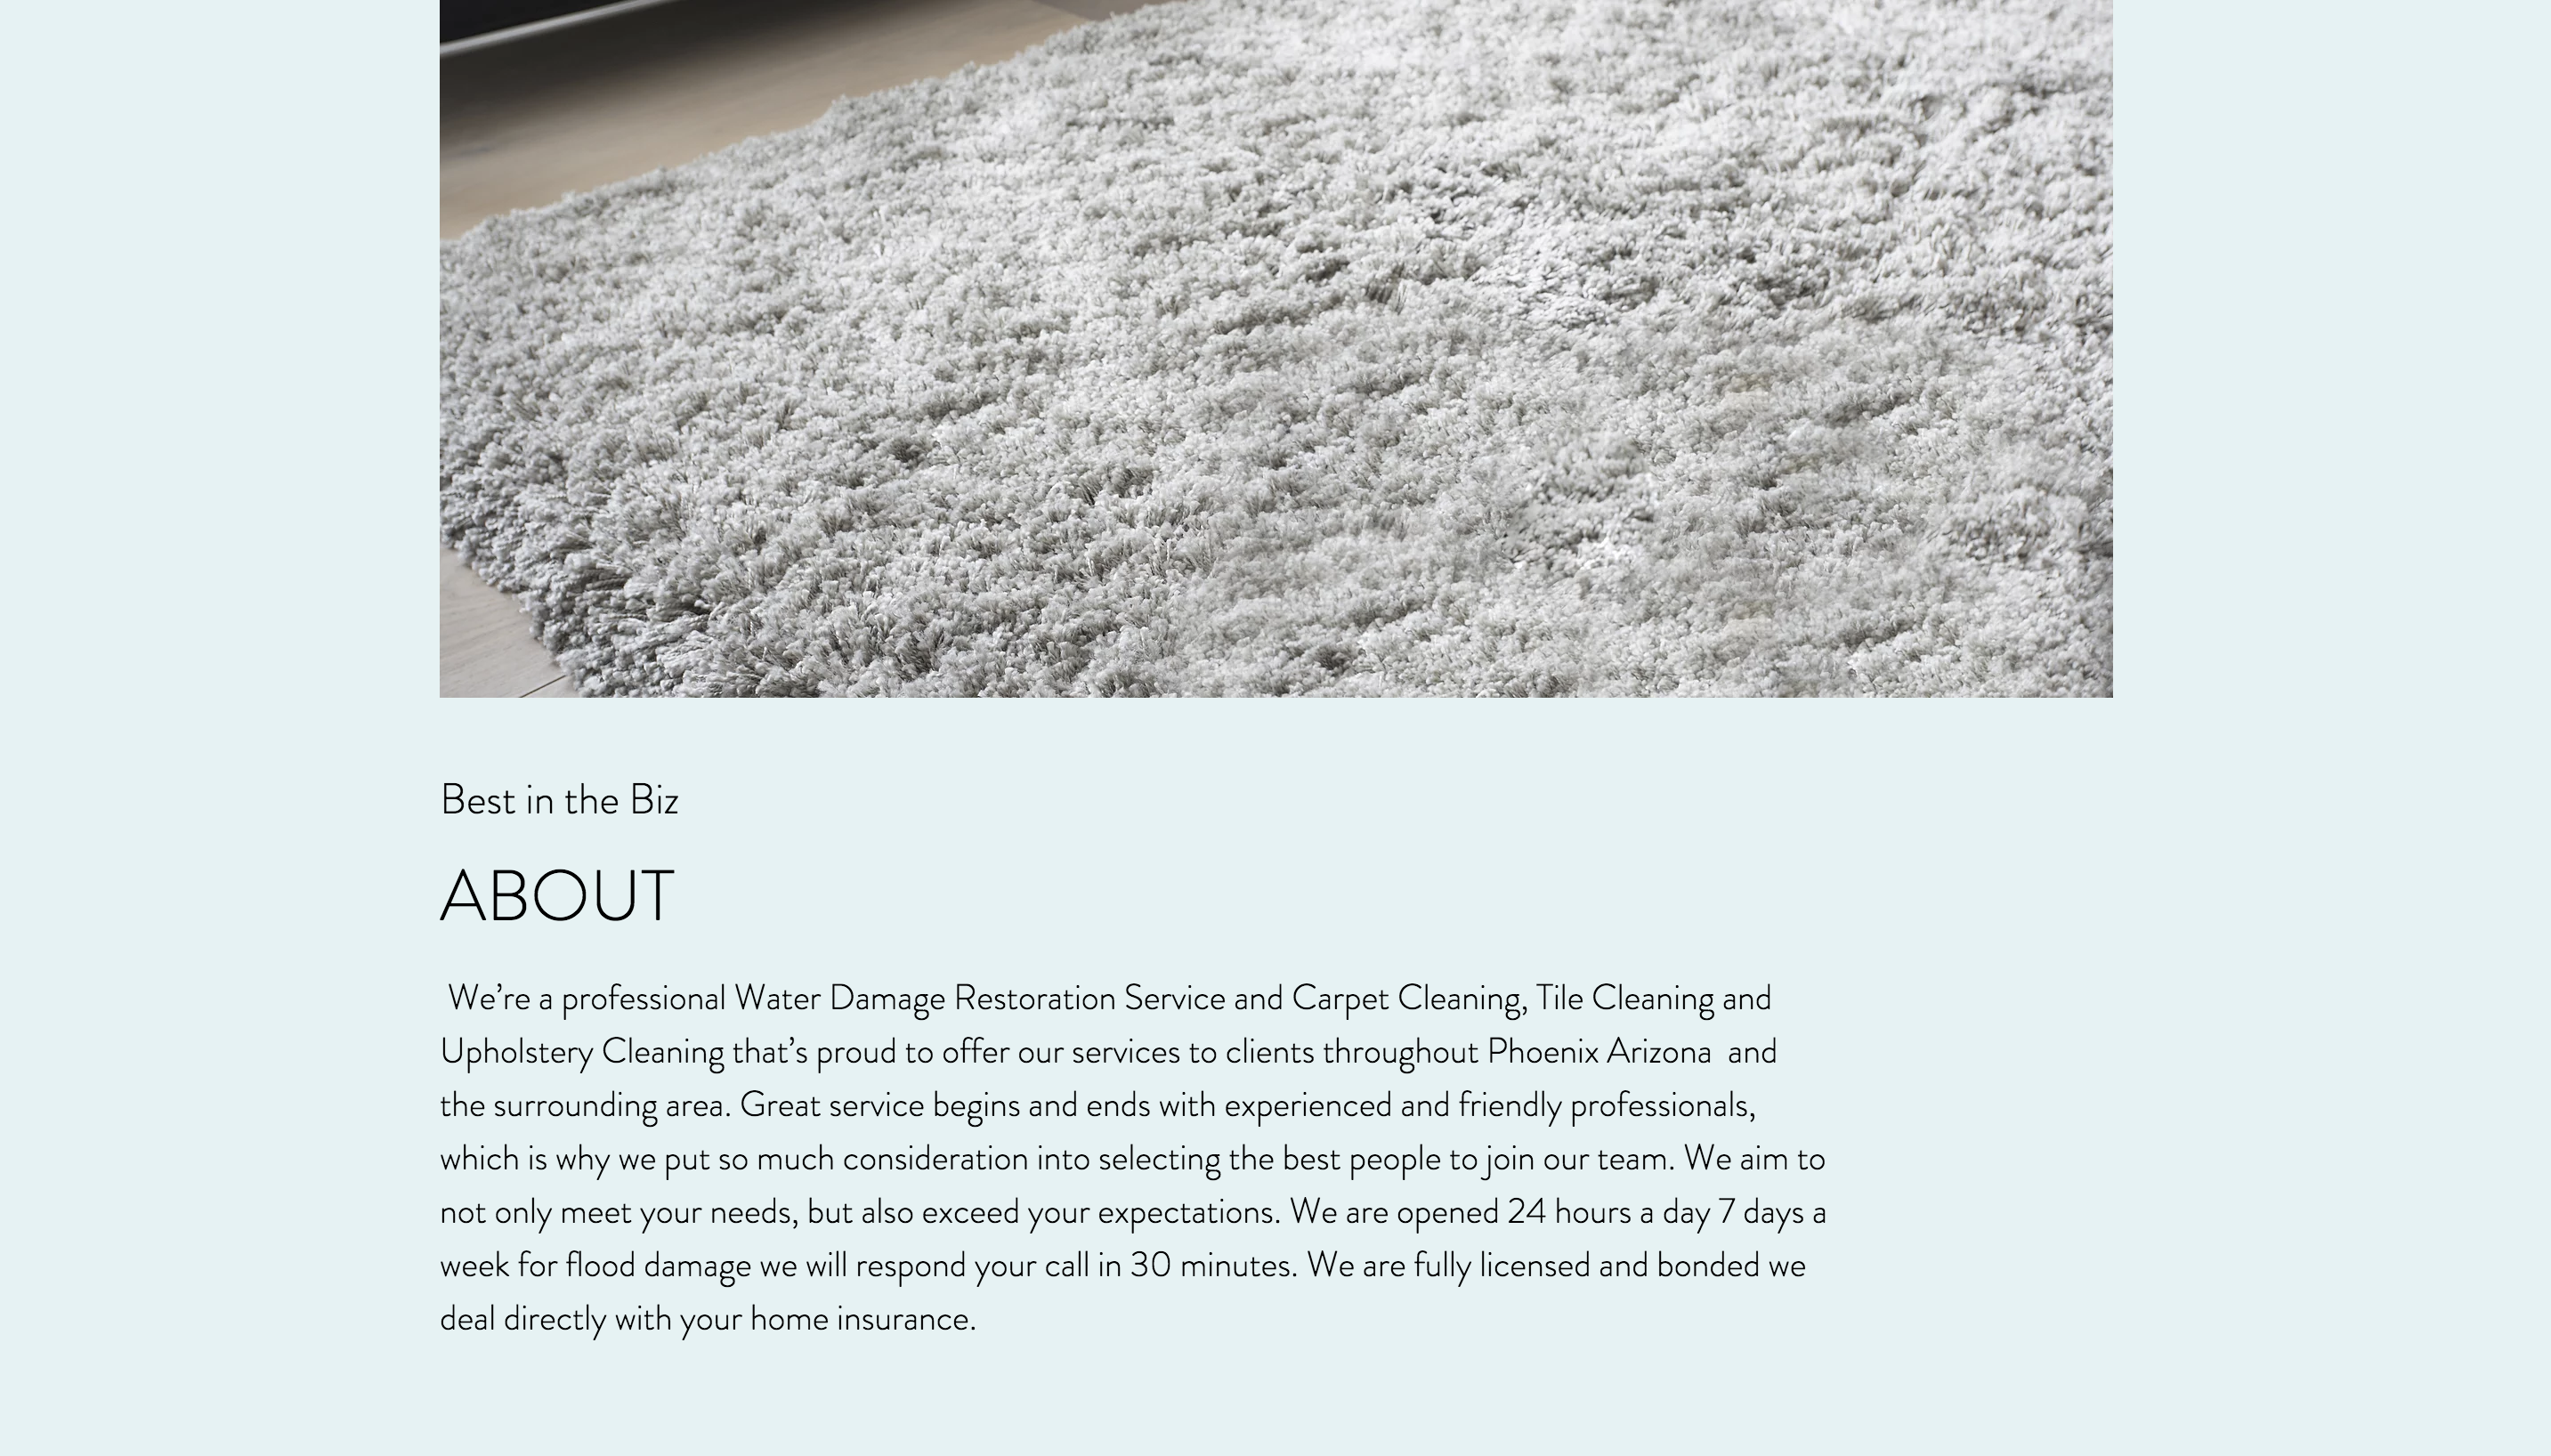 Best in the Biz
ABOUT
We’re a professional Water Damage Restoration Service and Carpet Cleaning, Tile Cleaning and
Upholstery Cleaning that’s proud to offer our services to clients throughout Phoenix Arizona  and
the surrounding area. Great service begins and ends with experienced and friendly professionals,
which is why we put so much consideration into selecting the best people to join our team. We aim to
not only meet your needs, but also exceed your expectations. We are opened 24 hours a day 7 days a
week for flood damage we will respond your call in 30 minutes. We are fully licensed and bonded we
deal directly with your home insurance.